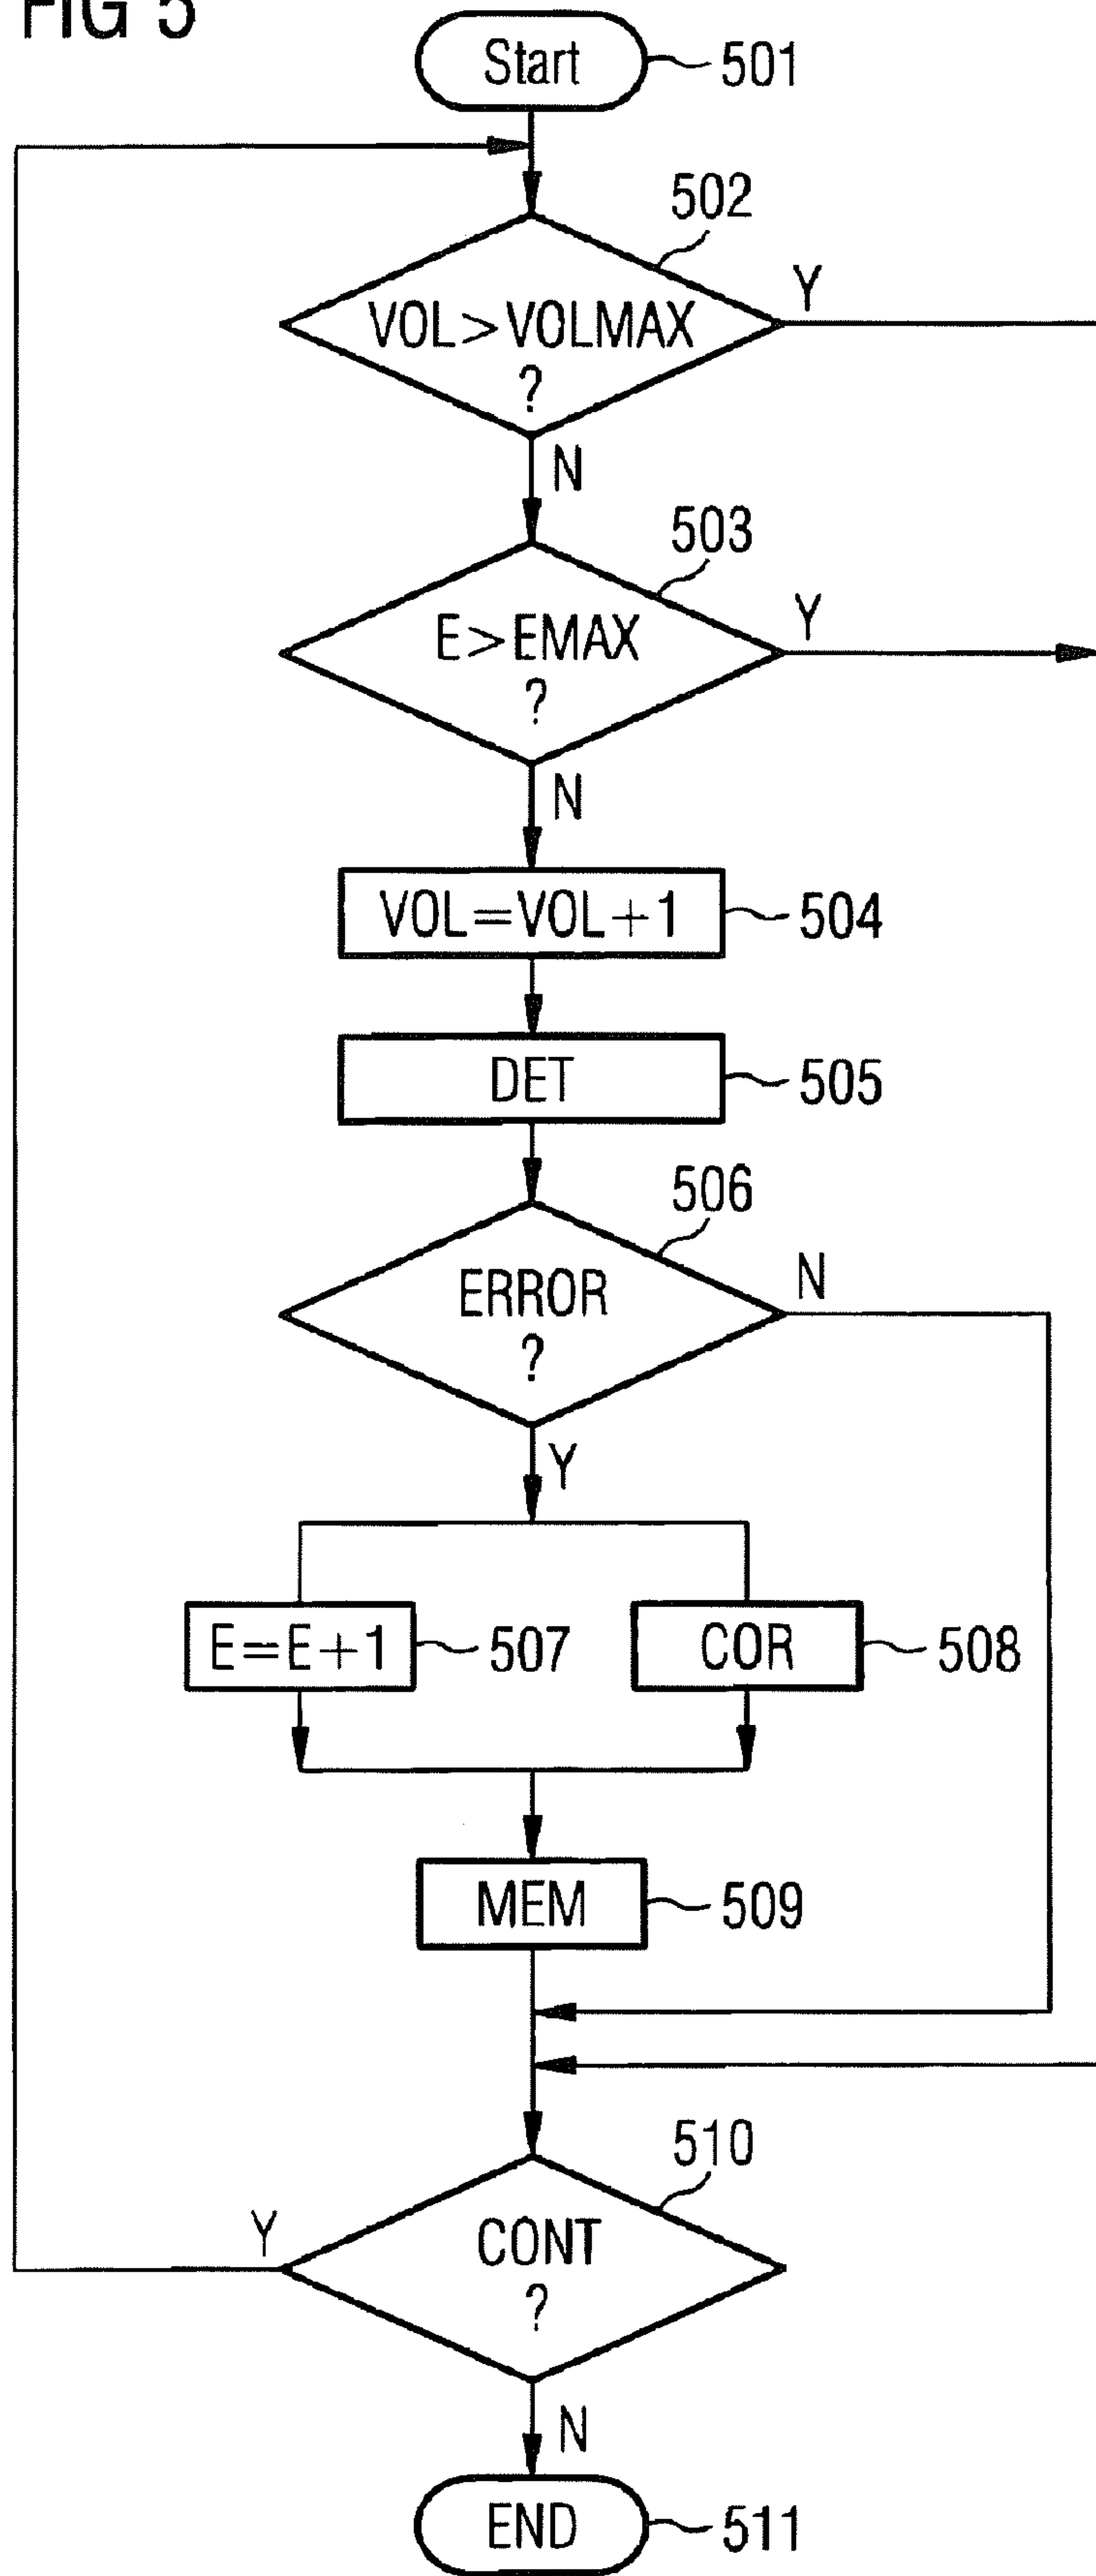 FIG 5
Start 501
502
VOL>VOLMAX
?
Y
N
503
E>EMAX
?
Y
N
VOL=VOL+1 504
DET 505
506
ERROR
?
N
Y
E=E+1 507
COR 508
MEM 509
510
CONT
?
Y
N
END 511